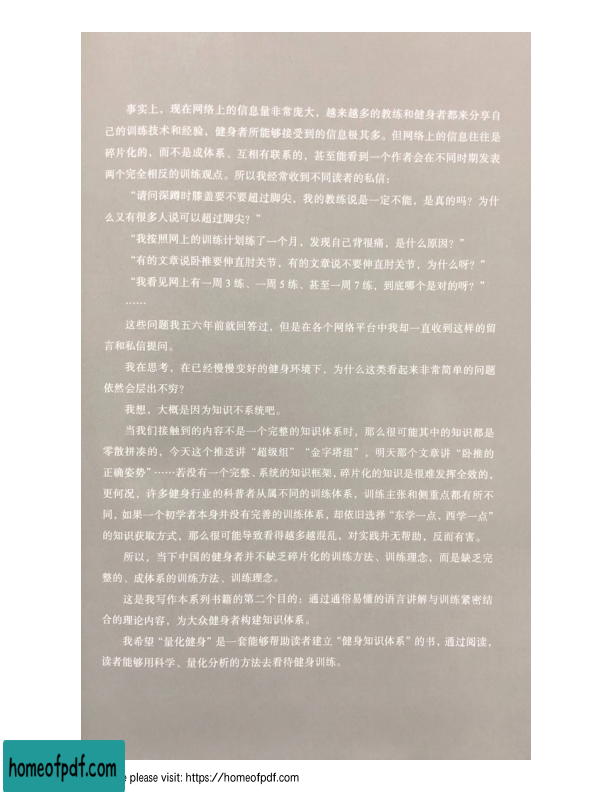 事实上，现在网络上的信息量非常庞大，越来越多的教练和健身者都来分享自
己的训练技术和经验，健身者所能够接受到的信息极其多。但网络上的信息往往是
碎片化的，而不是成体系、互相有联系的，甚至能看到一个作者会在不同时期发表
两个完全相反的训练观点。所以我经常收到不同读者的私信：
“请问深蹲时膝盖要不要超过脚尖，我的教练说是一定不能，是真的吗？为什
么又有很多人说可以超过脚尖？”
“我按照网上的训练计划练了一个月，发现自己背很痛，是什么原因？”
“有的文章说卧推要伸直肘关节，有的文章说不要伸直肘关节，为什么呀？”
“我看见网上有一周 3 练、一周 5 练、甚至一周 7 练，到底哪个是对的呀？”
……
这些问题我五六年前就回答过，但是在各个网络平台中我却一直收到这样的留
言和私信提问。
我在思考，在已经慢慢变好的健身环境下，为什么这类看起来非常简单的问题
依然会层出不穷？
我想，大概是因为知识不系统吧。
当我们接触到的内容不是一个完整的知识体系时，那么很可能其中的知识都是
零散拼凑的，今天这个推送讲“超级组”“金字塔组”，明天那个文章讲“卧推的
正确姿势”……若没有一个完整、系统的知识框架，碎片化的知识是很难发挥全效的，
更何况，许多健身行业的科普者从属不同的训练体系，训练主张和侧重点都有所不
同，如果一个初学者本身并没有完善的训练体系，却依旧选择“东学一点，西学一点”
的知识获取方式，那么很可能导致看得越多越混乱，对实践并无帮助，反而有害。
所以，当下中国的健身者并不缺乏碎片化的训练方法、训练理念，而是缺乏完
整的、成体系的训练方法、训练理念。
这是我写作本系列书籍的第二个目的：通过通俗易懂的语言讲解与训练紧密结
合的理论内容，为大众健身者构建知识体系。
我希望“量化健身”是一套能够帮助读者建立“健身知识体系”的书，通过阅读，
读者能够用科学、量化分析的方法去看待健身训练。
homeofpdf.com
please visit: https://homeofpdf.com